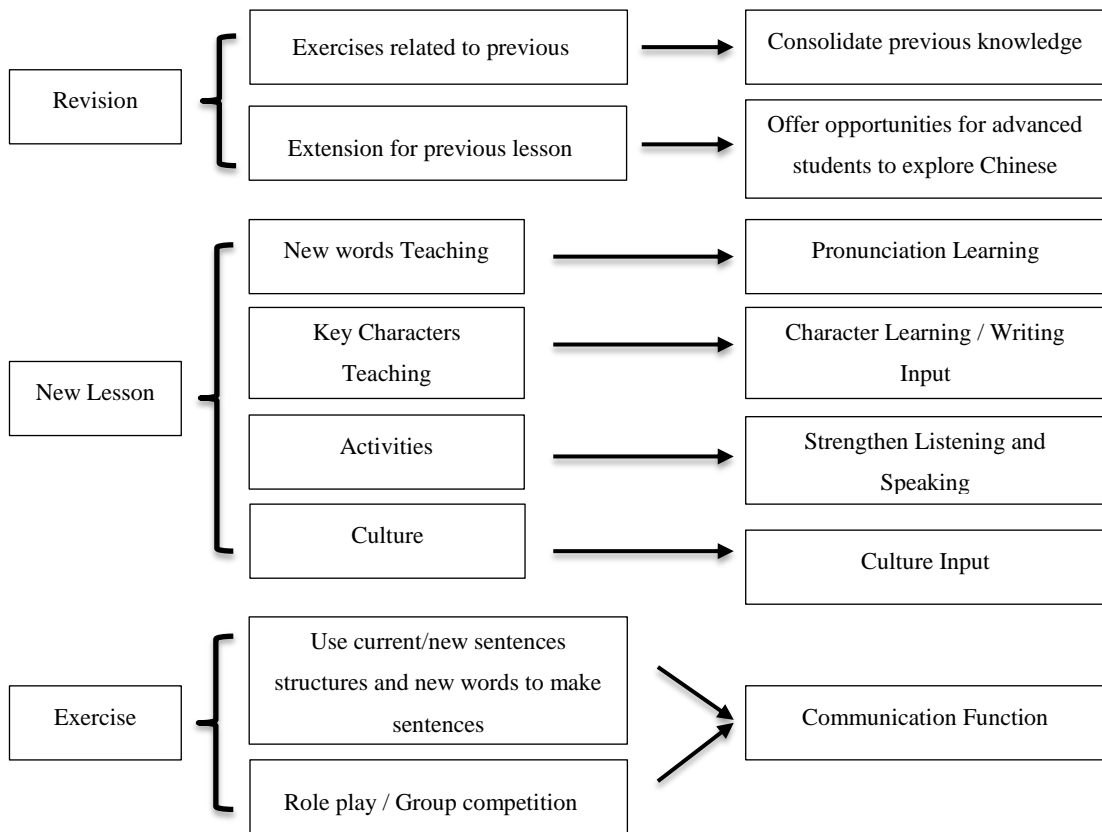 Exercises related to previous
Consolidate previous knowledge
Revision
Extension for previous lesson
Offer opportunities for advanced
students to explore Chinese
New words Teaching
Pronunciation Learning
Key Characters
Teaching
Character Learning / Writing
Input
New Lesson
Activities
Strengthen Listening and
Speaking
Culture
Culture Input
Use current/new sentences
structures and new words to make
sentences
Exercise
Communication Function
Role play / Group competition